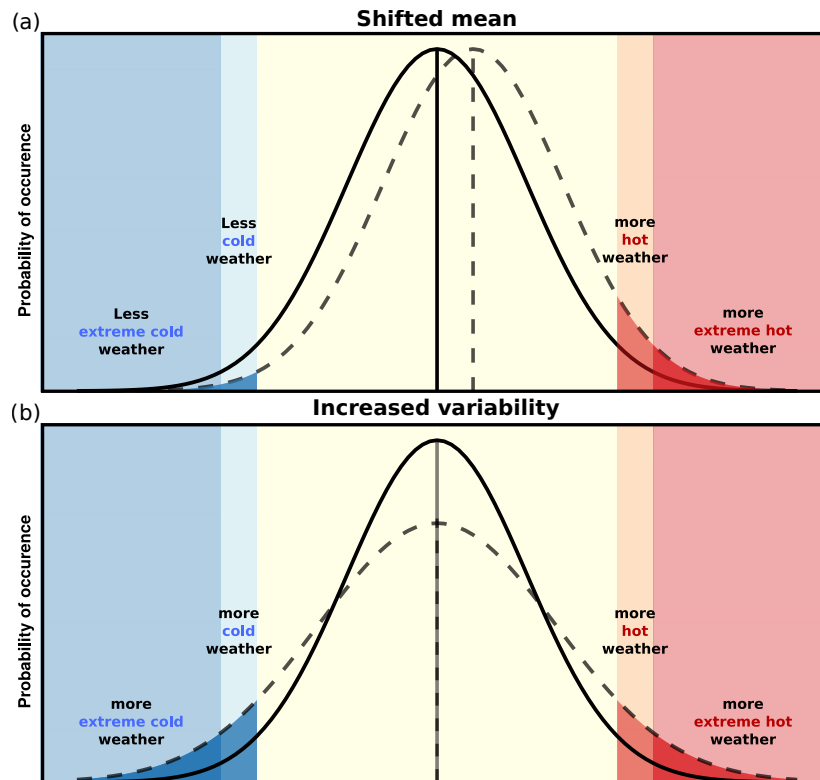 (a)
Shifted mean
Probability of occurence
Less
cold
weather
more
hot
weather
Less
extreme cold
weather
more
extreme hot
weather
(b)
Increased variability
Probability of occurence
more
cold
weather
more
hot
weather
more
extreme cold
weather
more
extreme hot
weather